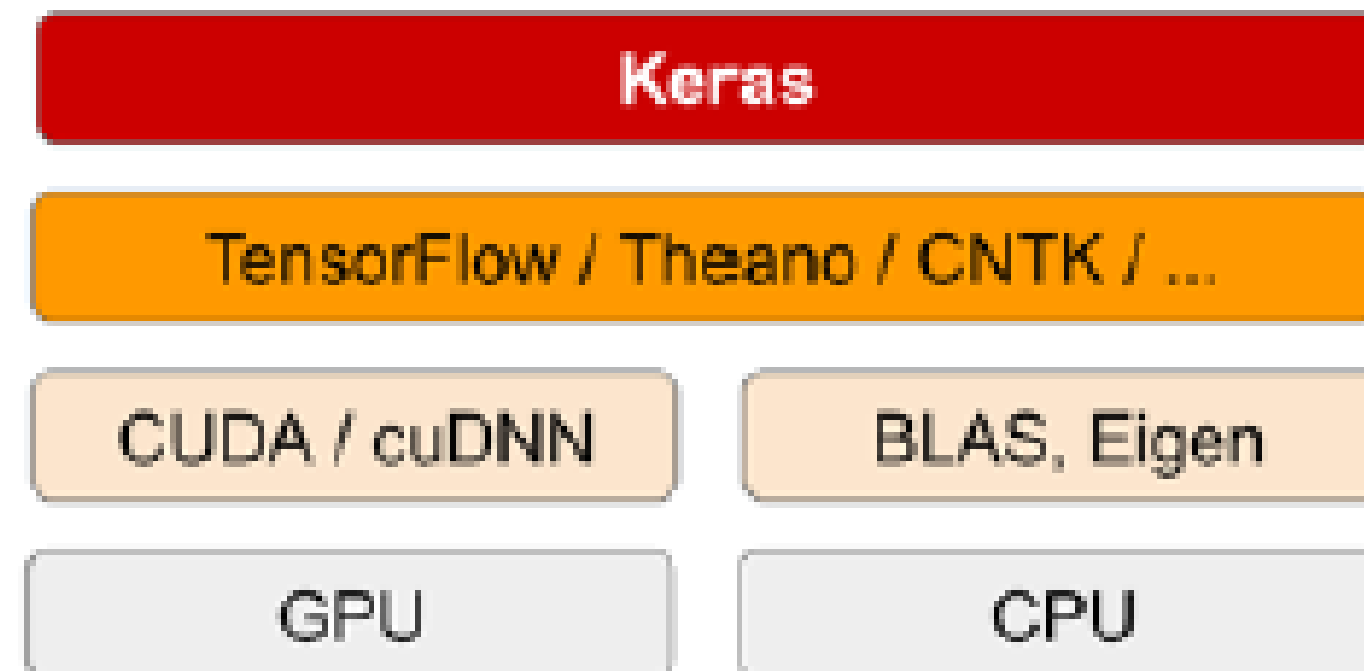 Keras
TensorFlow / Theano / CNTK / ...
CUDA / cuDNN
BLAS, Eigen
GPU
CPU